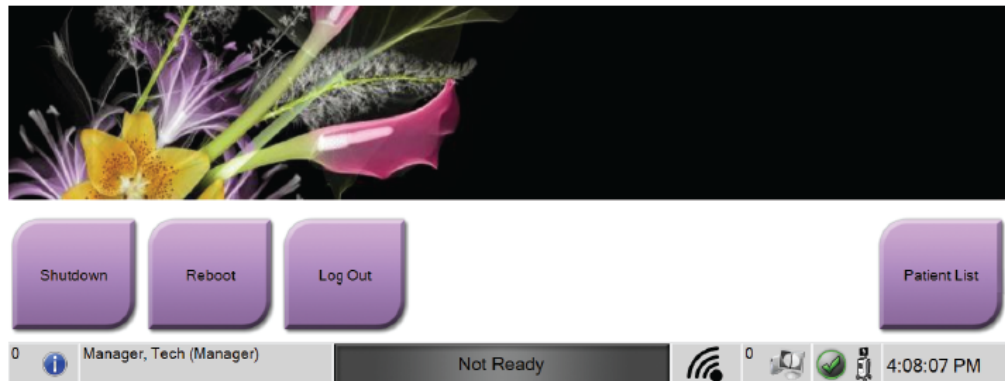 Shutdown
Reboot
Log Out
Patient List
0
Manager, Tech (Manager)
Not Ready
0
4:08:07 PM